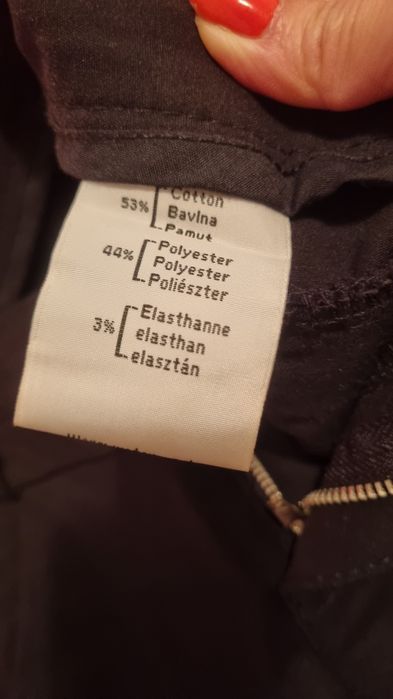 53% Cotton
Bavlna
Pamut
44% Polyester
Polyester
Poliészter
3% Elasthanne
elasthan
elasztán